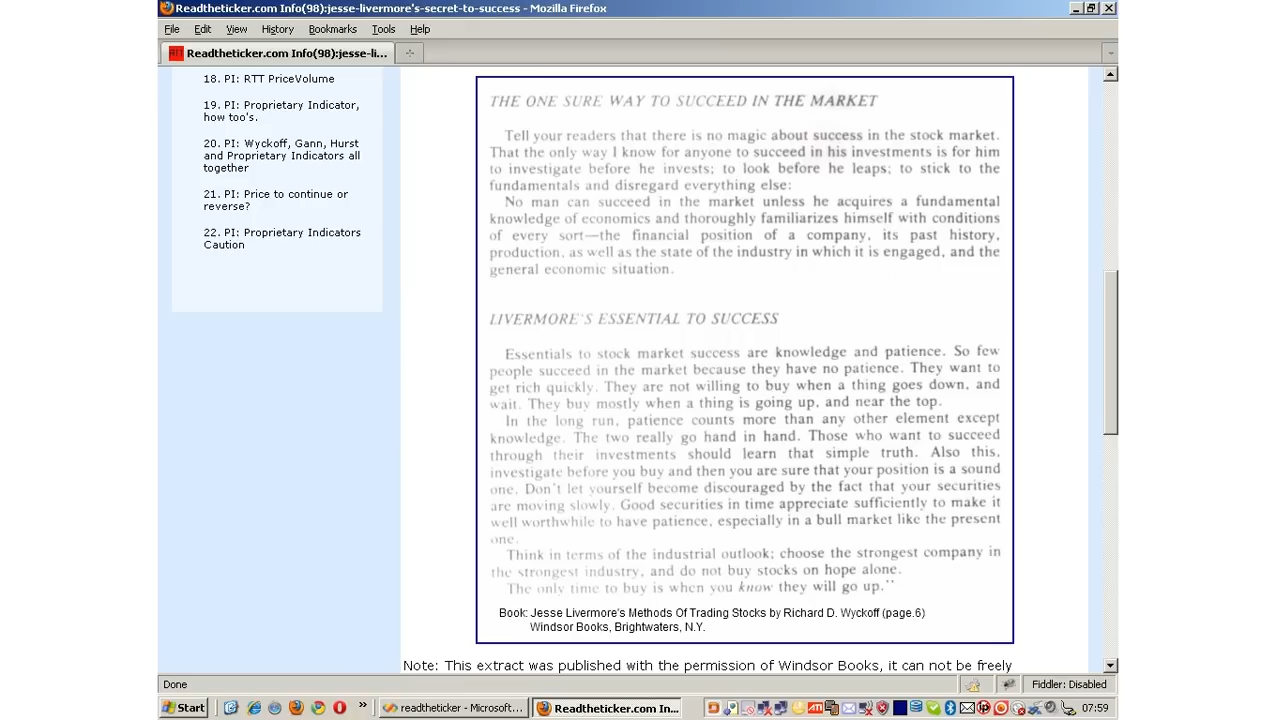 Readtheticker.com Info(98):jesse-livermore's-secret-to-success - Mozilla Firefox
File Edit View History Bookmarks Tools Help
Readtheticker.com Info(98):jesse-li...
18. PI: RTT PriceVolume
19. PI: Proprietary Indicator,
how too's.
20. PI: Wyckoff, Gann, Hurst
and Proprietary Indicators all
together
21. PI: Price to continue or
reverse?
22. PI: Proprietary Indicators
Caution
THE ONE SURE WAY TO SUCCEED IN THE MARKET
Tell your readers that there is no magic about success in the stock market.
That the only way I know for anyone to succeed in his investments is for him
to investigate before he invests; to look before he leaps; to stick to the
fundamentals and disregard everything else:
No man can succeed in the market unless he acquires a fundamental
knowledge of economics and thoroughly familiarizes himself with conditions
of every sort—the financial position of a company, its past history,
production, as well as the state of the industry in which it is engaged, and the
general economic situation.
LIVERMORE'S ESSENTIAL TO SUCCESS
Essentials to stock market success are knowledge and patience. So few
people succeed in the market because they have no patience. They want to
get rich quickly. They are not willing to buy when a thing goes down, and
wait. They buy mostly when a thing is going up, and near the top.
In the long run, patience counts more than any other element except
knowledge. The two really go hand in hand. Those who want to succeed
through their investments should learn that simple truth. Also this,
investigate before you buy and then you are sure that your position is a sound
one. Don't let yourself become discouraged by the fact that your securities
are moving slowly. Good securities in time appreciate sufficiently to make it
well worthwhile to have patience, especially in a bull market like the present
one.
Think in terms of the industrial outlook; choose the strongest company in
the strongest industry, and do not buy stocks on hope alone.
The only time to buy is when you know they will go up."
Book: Jesse Livermore's Methods Of Trading Stocks by Richard D. Wyckoff (page.6)
Windsor Books, Brightwaters, N.Y.
Note: This extract was published with the permission of Windsor Books, it can not be freely
Done
Fiddler: Disabled
Start
readtheticker - Microsoft...
Readtheticker.com In...
07:59